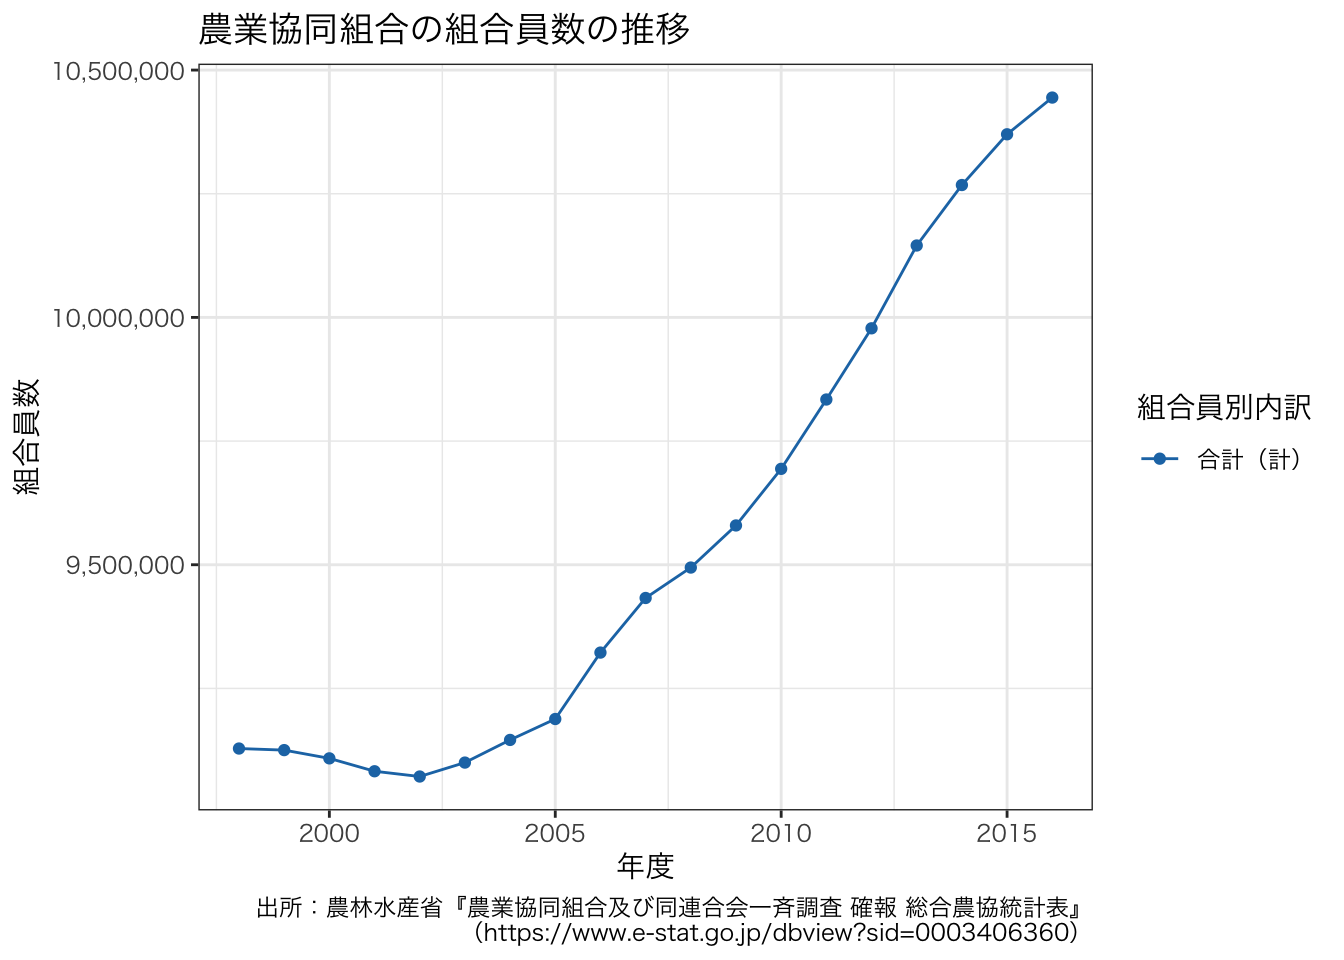 農業協同組合の組合員数の推移
10,500,000
10,000,000
9,500,000
組合員数
2000
2005
2010
2015
年度
組合員別内訳
合計（計）
出所：農林水産省『農業協同組合及び同連合会一斉調査 確報 総合農協統計表』
（https://www.e-stat.go.jp/dbview?sid=0003406360）